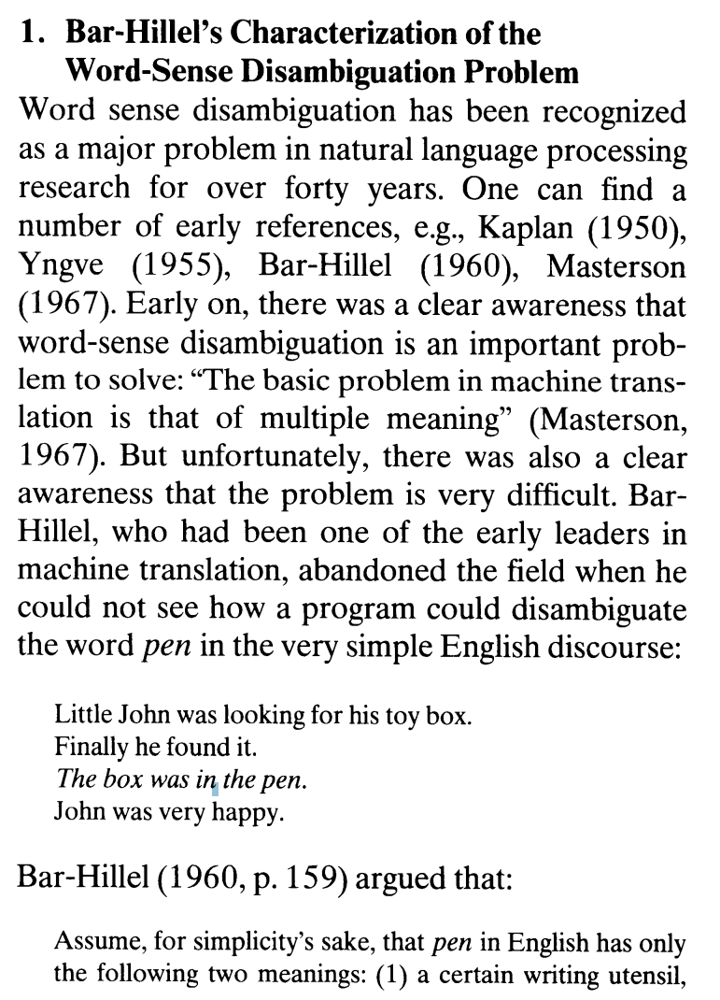 1. Bar-Hillel’s Characterization of the
Word-Sense Disambiguation Problem
Word sense disambiguation has been recognized
as a major problem in natural language processing
research for over forty years. One can find a
number of early references, e.g., Kaplan (1950),
Yngve (1955), Bar-Hillel (1960), Masterson
(1967). Early on, there was a clear awareness that
word-sense disambiguation is an important prob-
lem to solve: “The basic problem in machine trans-
lation is that of multiple meaning” (Masterson,
1967). But unfortunately, there was also a clear
awareness that the problem is very difficult. Bar-
Hillel, who had been one of the early leaders in
machine translation, abandoned the field when he
could not see how a program could disambiguate
the word pen in the very simple English discourse:
Little John was looking for his toy box.
Finally he found it.
The box was in the pen.
John was very happy.
Bar-Hillel (1960, p. 159) argued that:
Assume, for simplicity’s sake, that pen in English has only
the following two meanings: (1) a certain writing utensil,